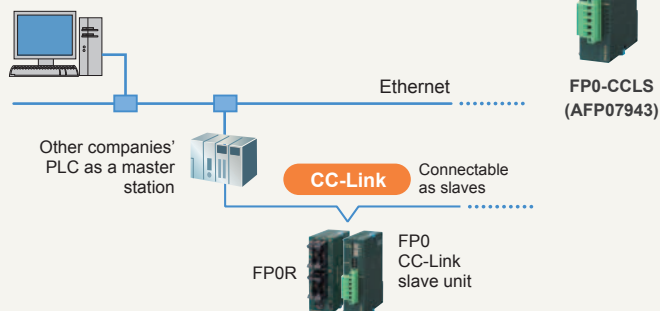 Ethernet
FP0-CCLS
(AFP07943)
Other companies'
PLC as a master
station
CC-Link
Connectable
as slaves
FP0R
FP0
CC-Link
slave unit